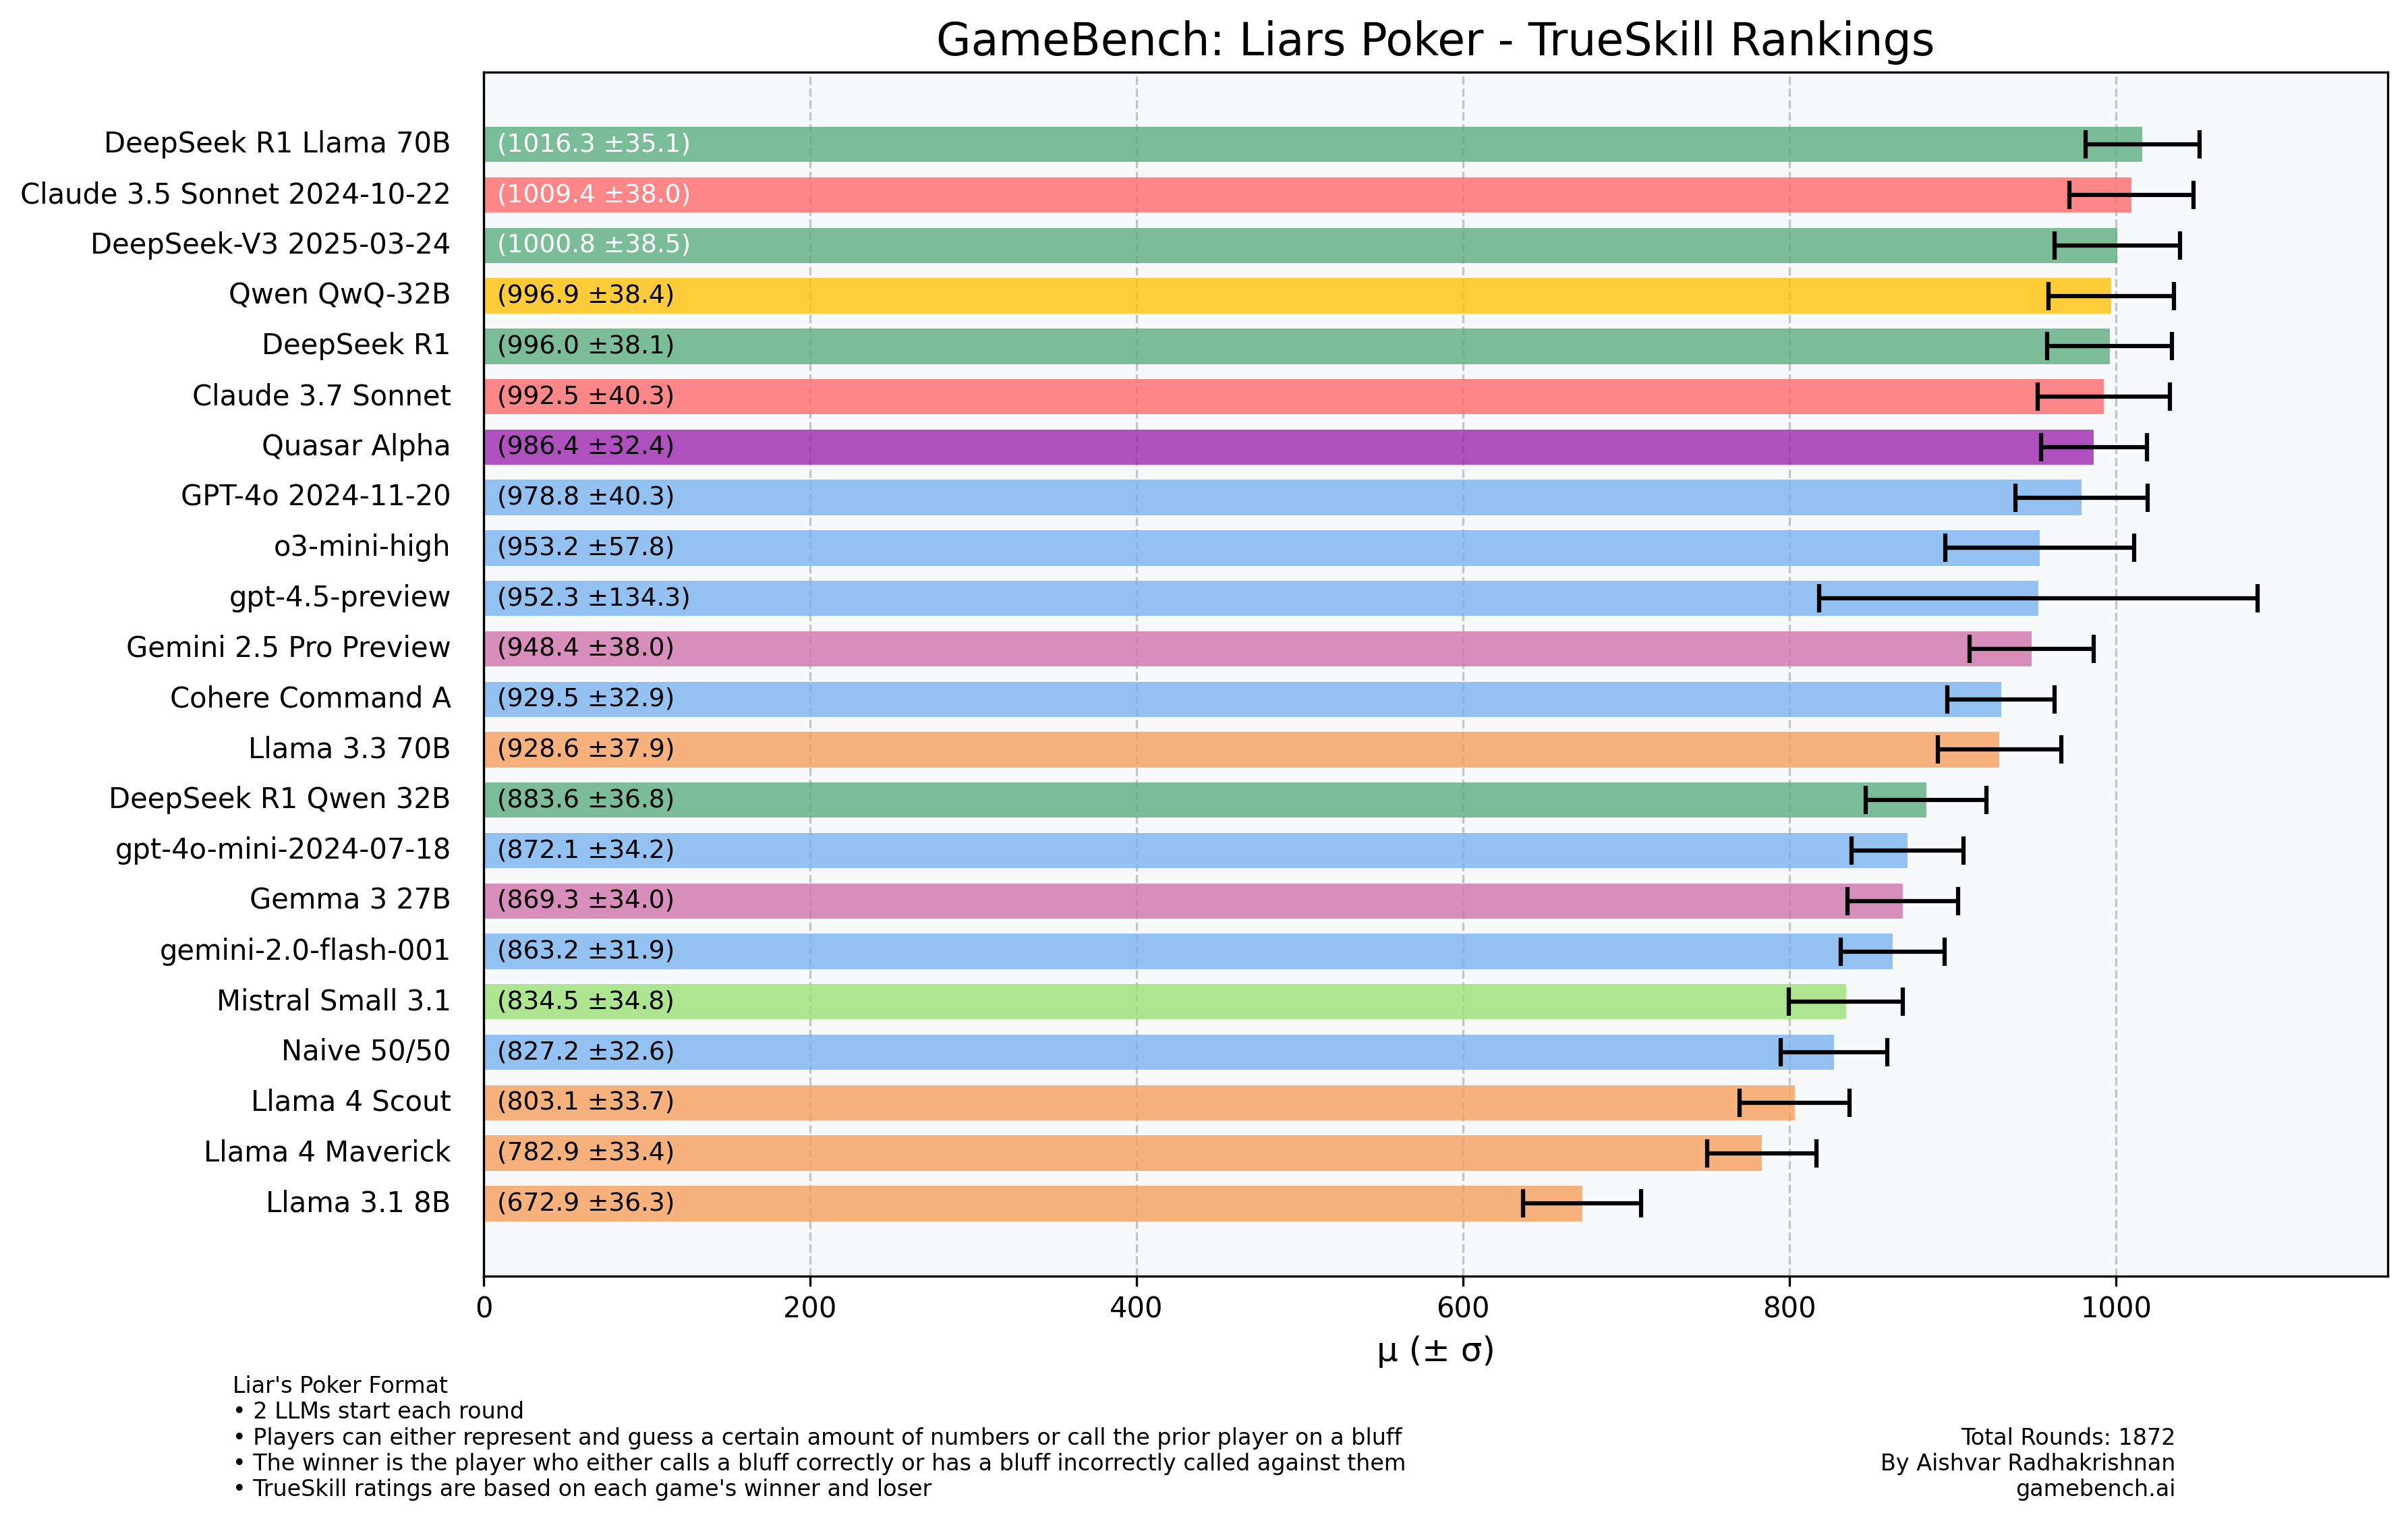 GameBench: Liars Poker - TrueSkill Rankings
DeepSeek R1 Llama 70B (1016.3 ±35.1)
Claude 3.5 Sonnet 2024-10-22 (1009.4 ±38.0)
DeepSeek-V3 2025-03-24 (1000.8 ±38.5)
Qwen QwQ-32B (996.9 ±38.4)
DeepSeek R1 (996.0 ±38.1)
Claude 3.7 Sonnet (992.5 ±40.3)
Quasar Alpha (986.4 ±32.4)
GPT-4o 2024-11-20 (978.8 ±40.3)
o3-mini-high (953.2 ±57.8)
gpt-4.5-preview (952.3 ±134.3)
Gemini 2.5 Pro Preview (948.4 ±38.0)
Cohere Command A (929.5 ±32.9)
Llama 3.3 70B (928.6 ±37.9)
DeepSeek R1 Qwen 32B (883.6 ±36.8)
gpt-4o-mini-2024-07-18 (872.1 ±34.2)
Gemma 3 27B (869.3 ±34.0)
gemini-2.0-flash-001 (863.2 ±31.9)
Mistral Small 3.1 (834.5 ±34.8)
Naive 50/50 (827.2 ±32.6)
Llama 4 Scout (803.1 ±33.7)
Llama 4 Maverick (782.9 ±33.4)
Llama 3.1 8B (672.9 ±36.3)
0 200 400 600 800 1000
μ (± σ)
Liar's Poker Format
• 2 LLMs start each round
• Players can either represent and guess a certain amount of numbers or call the prior player on a bluff
• The winner is the player who either calls a bluff correctly or has a bluff incorrectly called against them
• TrueSkill ratings are based on each game's winner and loser
Total Rounds: 1872
By Aishvar Radhakrishnan
gamebench.ai